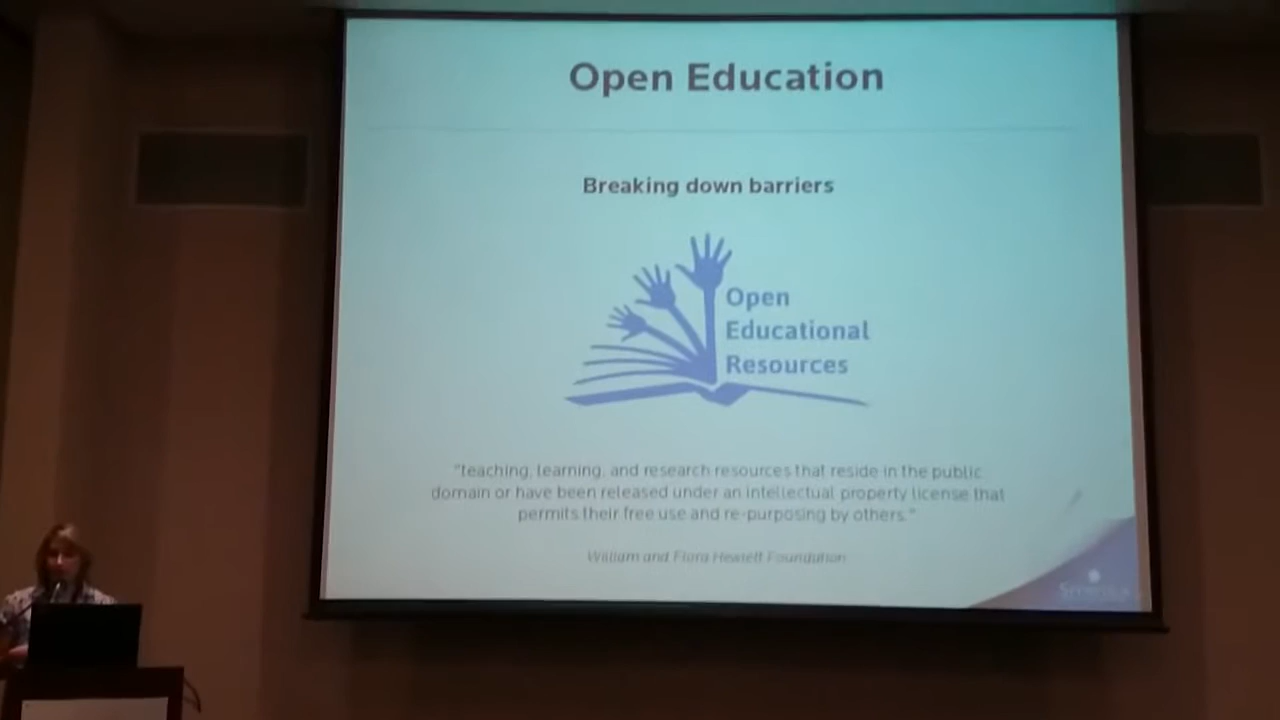 Open Education
Breaking down barriers
Open
Educational
Resources
"teaching, learning, and research resources that reside in the public
domain or have been released under an intellectual property license that
permits their free use and re-purposing by others."
William and Flora Hewlett Foundation